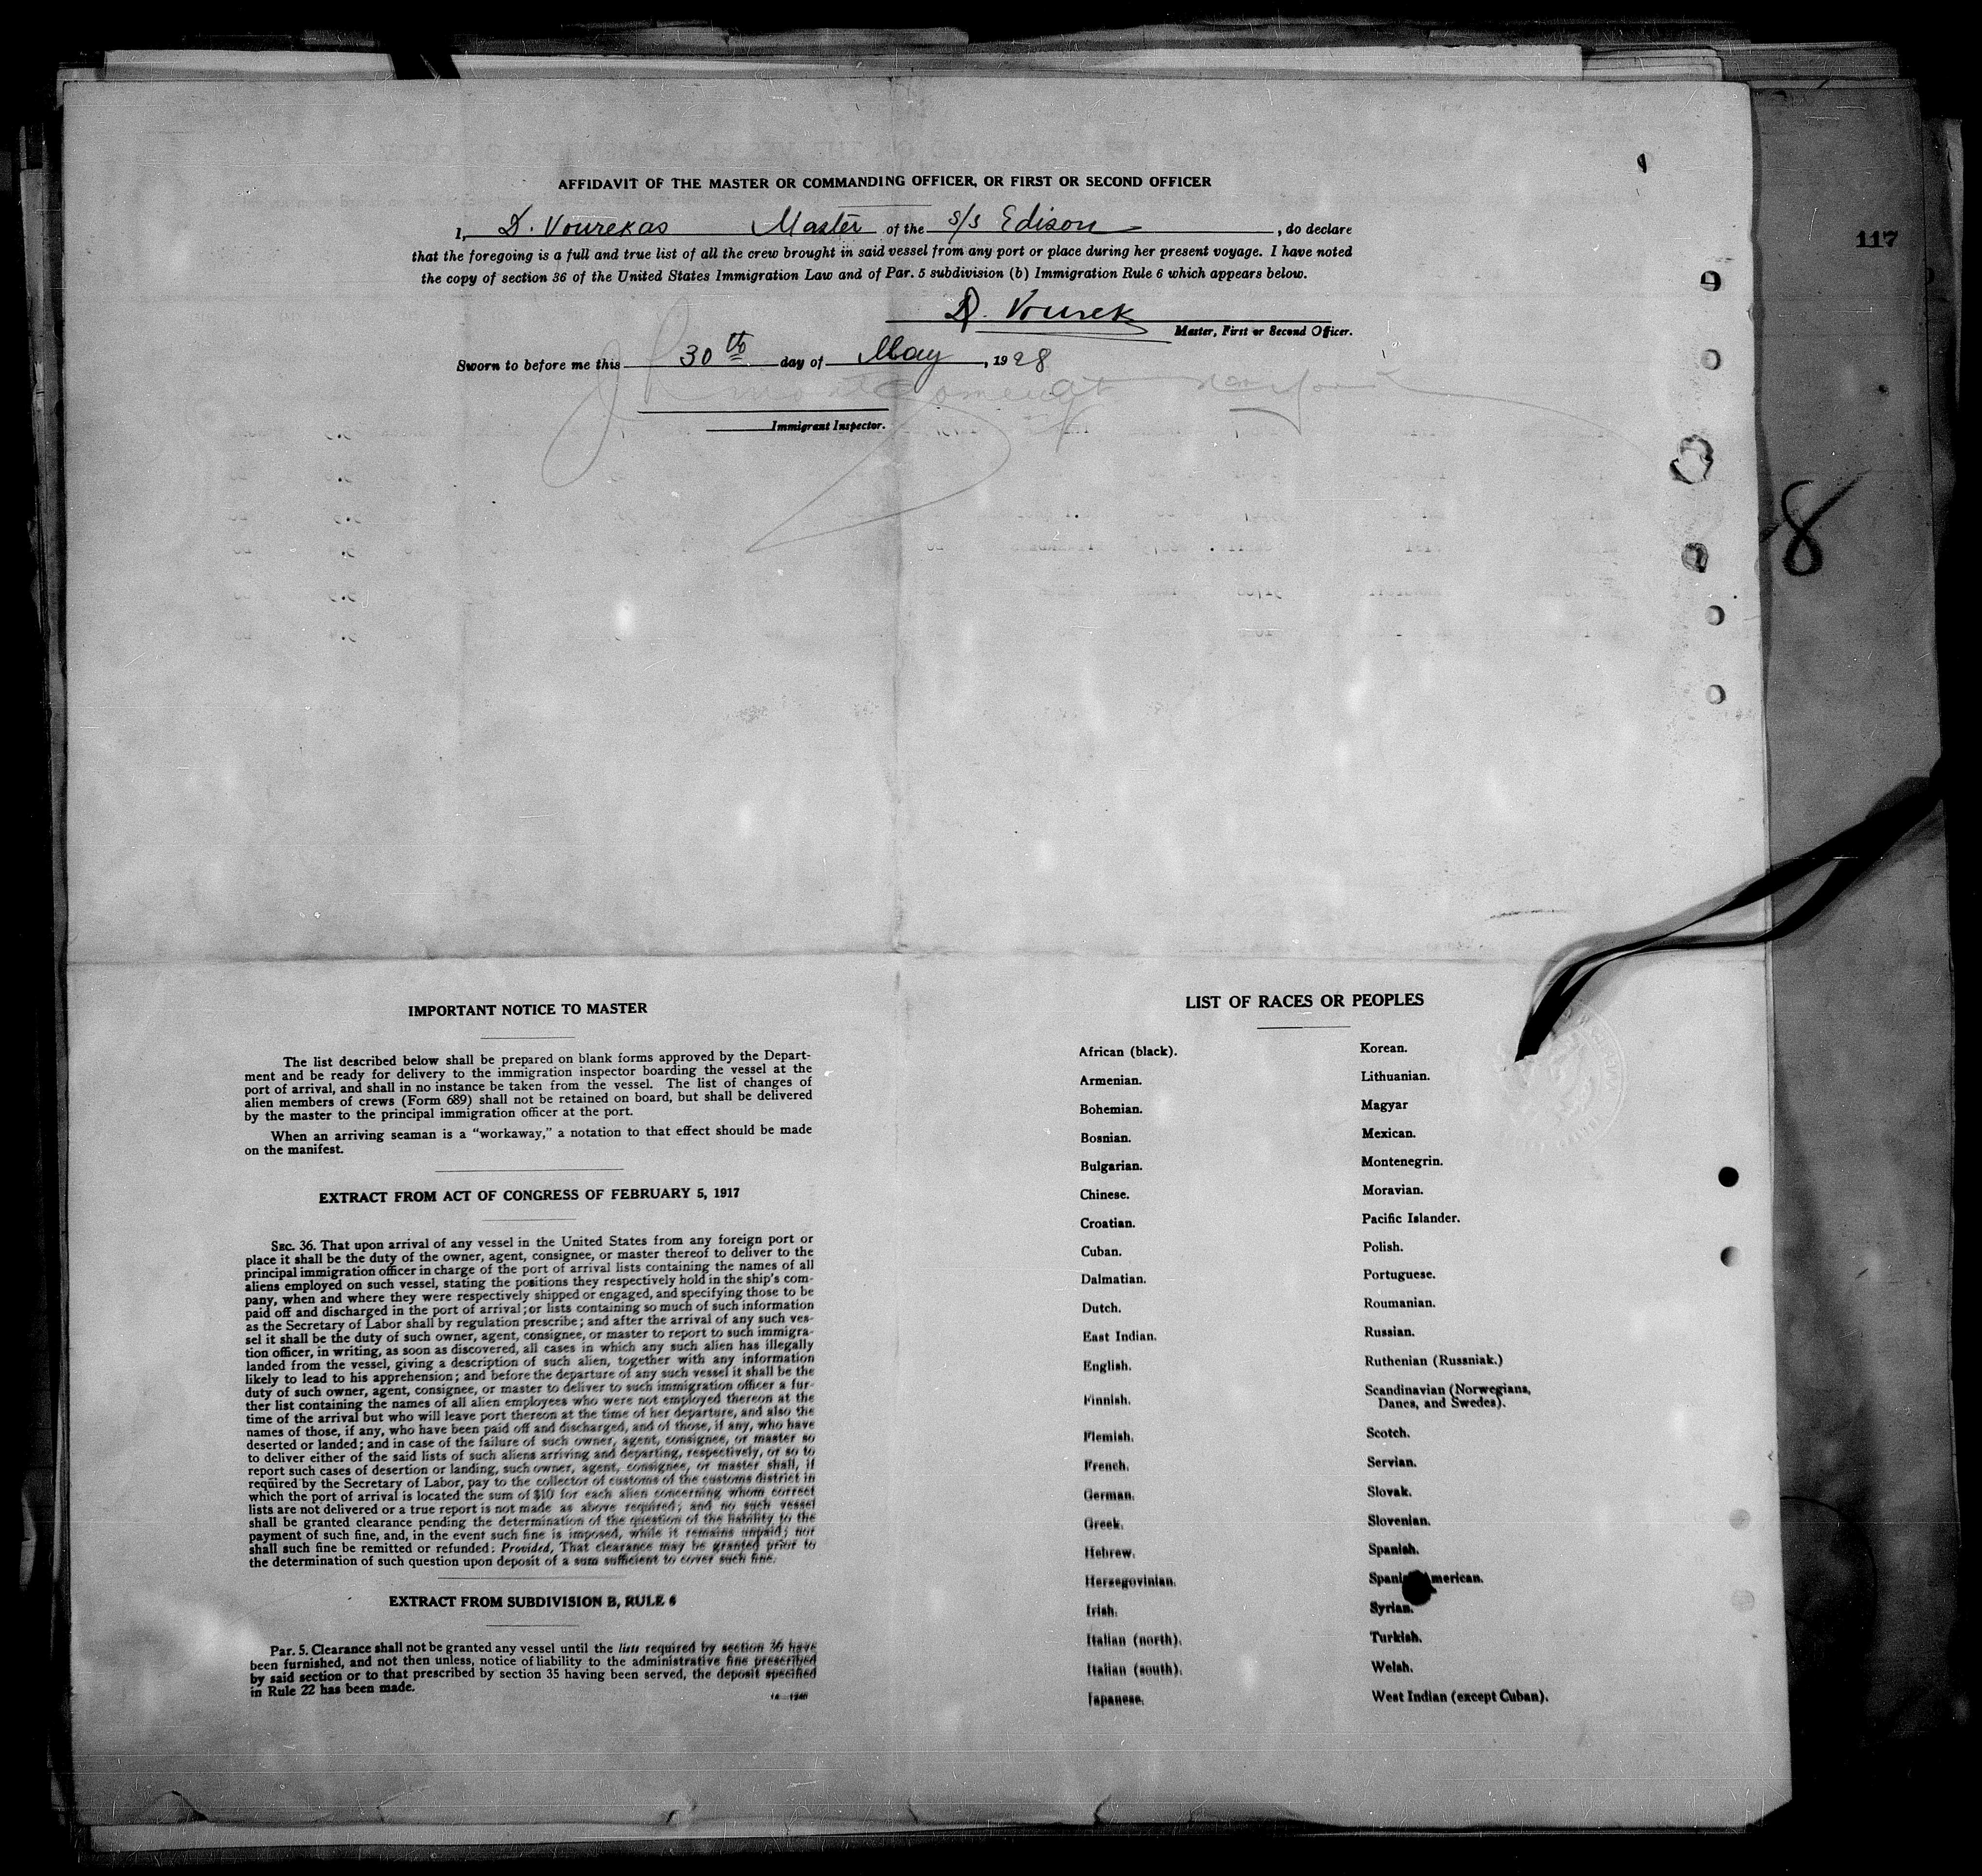 AFFIDAVIT OF THE MASTER OR COMMANDING OFFICER, OR FIRST OR SECOND OFFICER
I, D. Vourekas Master of the s/s Edison, do declare
that the foregoing is a full and true list of all the crew brought in said vessel from any port or place during her present voyage. I have noted
the copy of section 36 of the United States Immigration Law and of Par. 5 subdivision (b) Immigration Rule 6 which appears below.
D. Vourek
Master, First or Second Officer.
Sworn to before me this 30th day of May, 1928
Immigrant Inspector.
117
8
IMPORTANT NOTICE TO MASTER
The list described below shall be prepared on blank forms approved by the Depart-
ment and be ready for delivery to the immigration inspector boarding the vessel at the
port of arrival, and shall in no instance be taken from the vessel. The list of changes of
alien members of crews (Form 689) shall not be retained on board, but shall be delivered
by the master to the principal immigration officer at the port.
When an arriving seaman is a "workaway," a notation to that effect should be made
on the manifest.
EXTRACT FROM ACT OF CONGRESS OF FEBRUARY 5, 1917
SEC. 36. That upon arrival of any vessel in the United States from any foreign port or
place it shall be the duty of the owner, agent, consignee, or master thereof to deliver to the
principal immigration officer in charge of the port of arrival lists containing the names of all
aliens employed on such vessel, stating the positions they respectively hold in the ship's com-
pany, when and where they were respectively shipped or engaged, and specifying those to be
paid off and discharged in the port of arrival; or lists containing so much of such information
as the Secretary of Labor shall by regulation prescribe; and after the arrival of any such ves-
sel it shall be the duty of such owner, agent, consignee, or master to report to such immigra-
tion officer, in writing, as soon as discovered, all cases in which any such alien has illegally
landed from the vessel, giving a description of such alien, together with any information
likely to lead to his apprehension; and before the departure of any such vessel it shall be the
duty of such owner, agent, consignee, or master to deliver to such immigration officer a fur-
ther list containing the names of all alien employees who were not employed thereon at the
time of the arrival but who will leave port thereon at the time of her departure, and also the
names of those, if any, who have been paid off and discharged, and of those, if any, who have
deserted or landed; and in case of the failure of such owner, agent, consignee, or master so
to deliver either of the said lists of such aliens arriving and departing, respectively, or so to
report such cases of desertion or landing, such owner, agent, consignee, or master shall, if
required by the Secretary of Labor, pay to the collector of customs of the customs district in
which the port of arrival is located the sum of $10 for each alien concerning whom correct
lists are not delivered or a true report is not made as above required; and no such vessel
shall be granted clearance pending the determination of the question of the liability to the
payment of such fine, and, in the event such fine is imposed, while it remains unpaid; nor
shall such fine be remitted or refunded: Provided, That clearance may be granted prior to
the determination of such question upon deposit of a sum sufficient to cover such fine.
EXTRACT FROM SUBDIVISION B, RULE 6
Par. 5. Clearance shall not be granted any vessel until the lists required by section 36 have
been furnished, and not then unless, notice of liability to the administrative fine prescribed
by said section or to that prescribed by section 35 having been served, the deposit specified
in Rule 22 has been made.
LIST OF RACES OR PEOPLES
African (black).
Armenian.
Bohemian.
Bosnian.
Bulgarian.
Chinese.
Croatian.
Cuban.
Dalmatian.
Dutch.
East Indian.
English.
Finnish.
Flemish.
French.
German.
Greek.
Hebrew.
Herzegovinian.
Irish.
Italian (north).
Italian (south).
Japanese.
Korean.
Lithuanian.
Magyar
Mexican.
Montenegrin.
Moravian.
Pacific Islander.
Polish.
Portuguese.
Roumanian.
Russian.
Ruthenian (Russniak.)
Scandinavian (Norwegians,
Danes, and Swedes).
Scotch.
Servian.
Slovak.
Slovenian.
Spanish.
Spanish American.
Syrian.
Turkish.
Welsh.
West Indian (except Cuban).